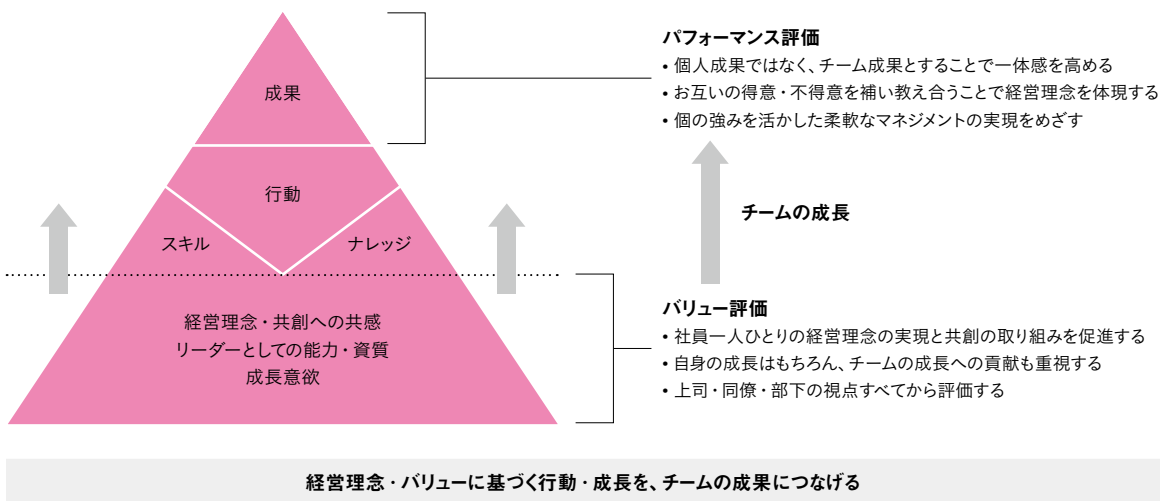 成果
行動
スキル
ナレッジ
経営理念・共創への共感
リーダーとしての能力・資質
成長意欲
パフォーマンス評価
• 個人成果ではなく、チーム成果とすることで一体感を高める
• お互いの得意・不得意を補い教え合うことで経営理念を体現する
• 個の強みを活かした柔軟なマネジメントの実現をめざす
チームの成長
バリュー評価
• 社員一人ひとりの経営理念の実現と共創の取り組みを促進する
• 自身の成長はもちろん、チームの成長への貢献も重視する
• 上司・同僚・部下の視点すべてから評価する
経営理念・バリューに基づく行動・成長を、チームの成果につなげる